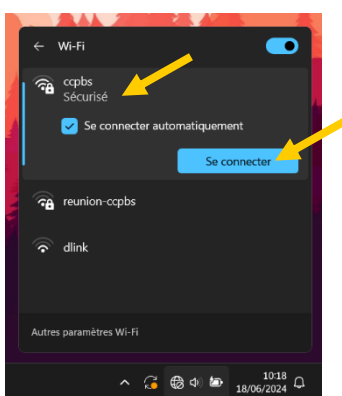 Wi-Fi
ccpbs
Sécurisé
Se connecter automatiquement
Se connecter
reunion-ccpbs
dlink
Autres paramètres Wi-Fi
10:18
18/06/2024